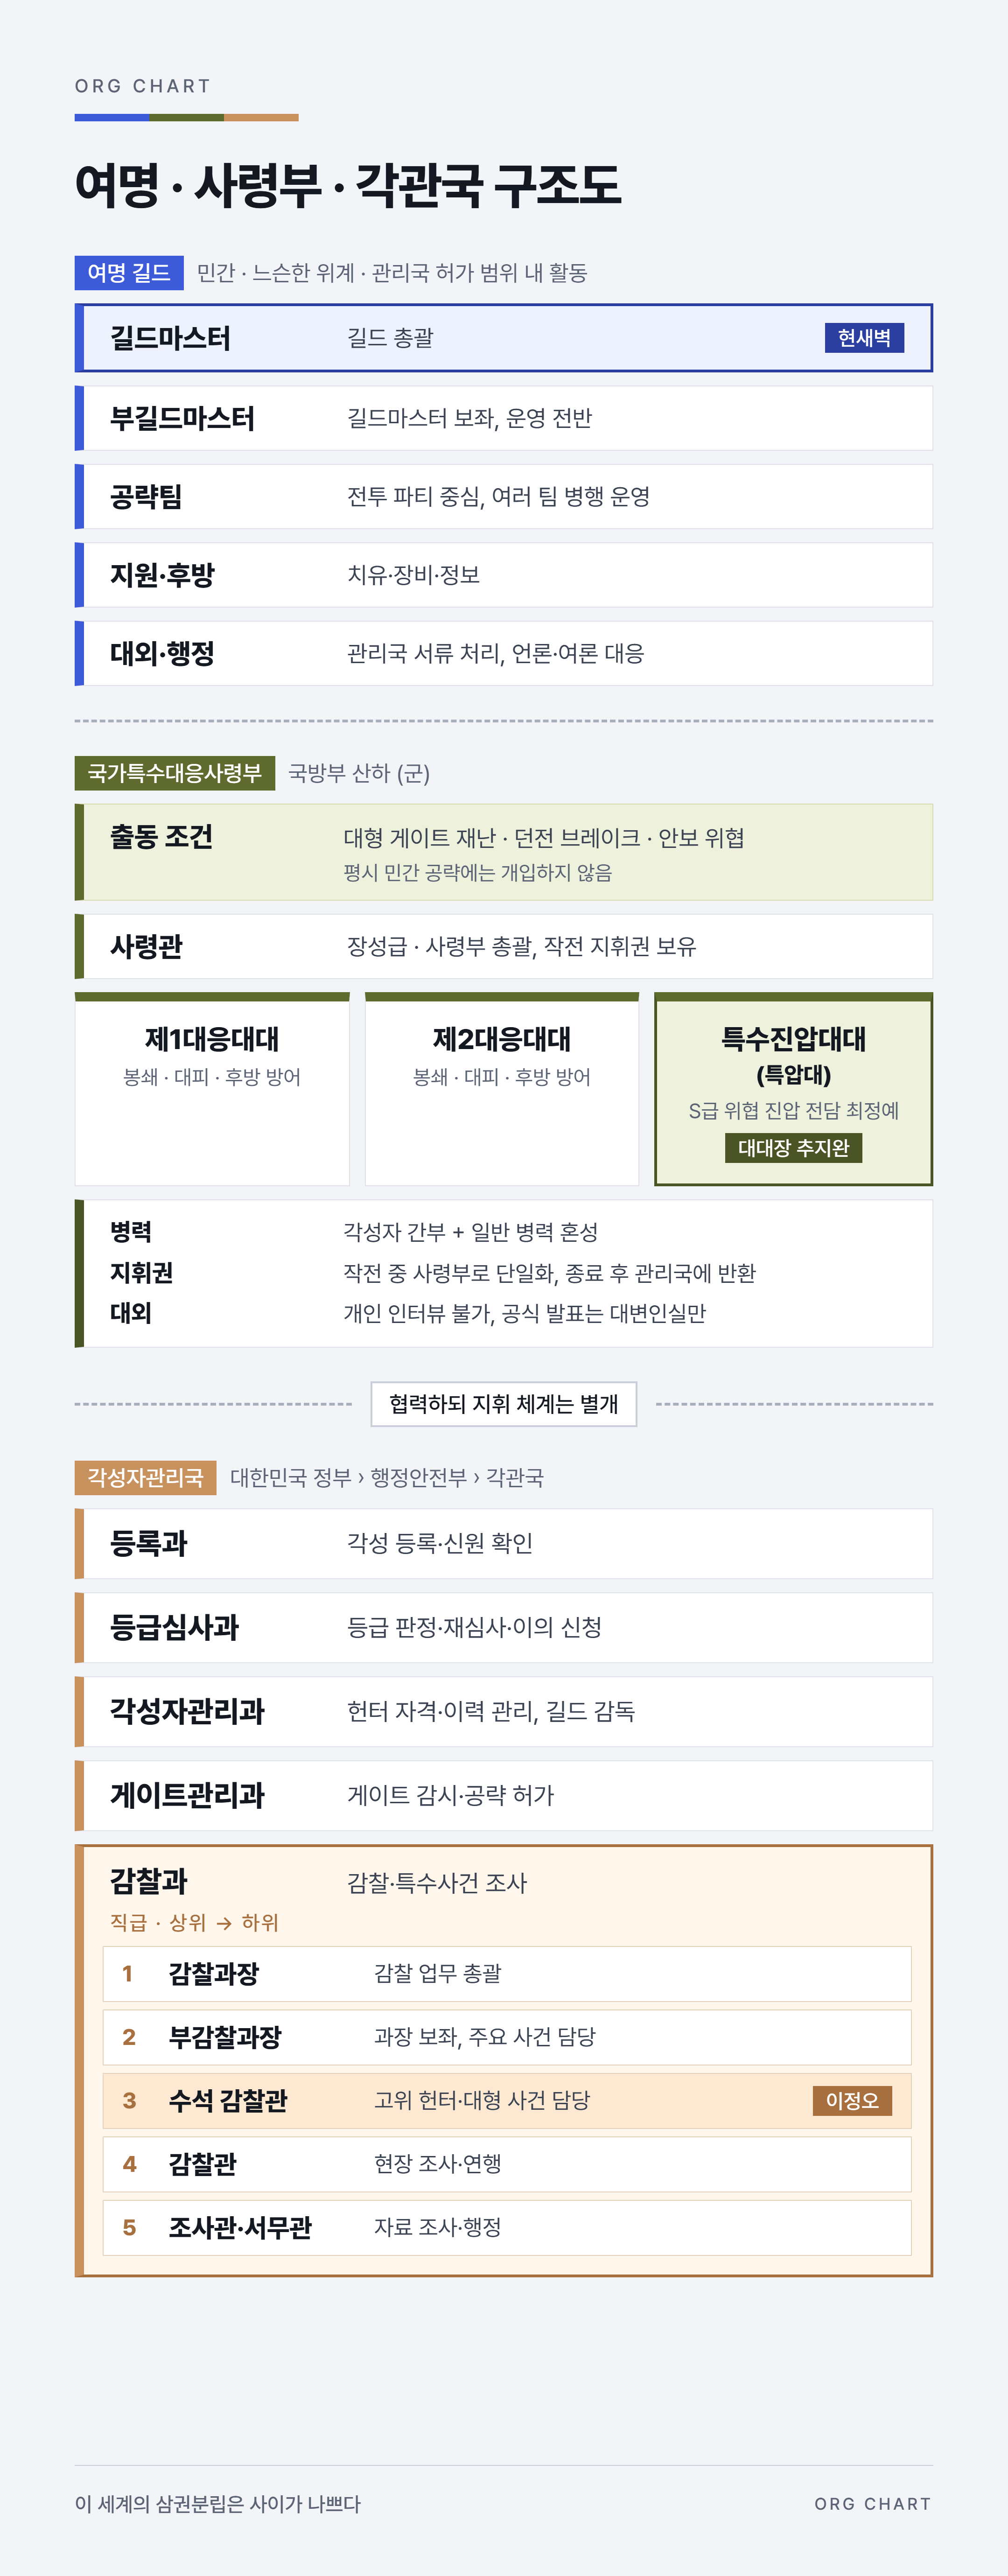 ORG CHART
여명 · 사령부 · 각관국 구조도
여명 길드 민간 · 느슨한 위계 · 관리국 허가 범위 내 활동
길드마스터 길드 총괄 현새벽
부길드마스터 길드마스터 보좌, 운영 전반
공략팀 전투 파티 중심, 여러 팀 병행 운영
지원·후방 치유·장비·정보
대외·행정 관리국 서류 처리, 언론·여론 대응
국가특수대응사령부 국방부 산하 (군)
출동 조건 대형 게이트 재난 · 던전 브레이크 · 안보 위협
평시 민간 공략에는 개입하지 않음
사령관 장성급 · 사령부 총괄, 작전 지휘권 보유
제1대응대대
봉쇄 · 대피 · 후방 방어
제2대응대대
봉쇄 · 대피 · 후방 방어
특수진압대대
(특압대)
S급 위협 진압 전담 최정예
대대장 추지완
병력 각성자 간부 + 일반 병력 혼성
지휘권 작전 중 사령부로 단일화, 종료 후 관리국에 반환
대외 개인 인터뷰 불가, 공식 발표는 대변인실만
협력하되 지휘 체계는 별개
각성자관리국 대한민국 정부 › 행정안전부 › 각관국
등록과 각성 등록·신원 확인
등급심사과 등급 판정·재심사·이의 신청
각성자관리과 헌터 자격·이력 관리, 길드 감독
게이트관리과 게이트 감시·공략 허가
감찰과 감찰·특수사건 조사
직급 · 상위 → 하위
1 감찰과장 감찰 업무 총괄
2 부감찰과장 과장 보좌, 주요 사건 담당
3 수석 감찰관 고위 헌터·대형 사건 담당 이정오
4 감찰관 현장 조사·연행
5 조사관·서무관 자료 조사·행정
이 세계의 삼권분립은 사이가 나쁘다 ORG CHART